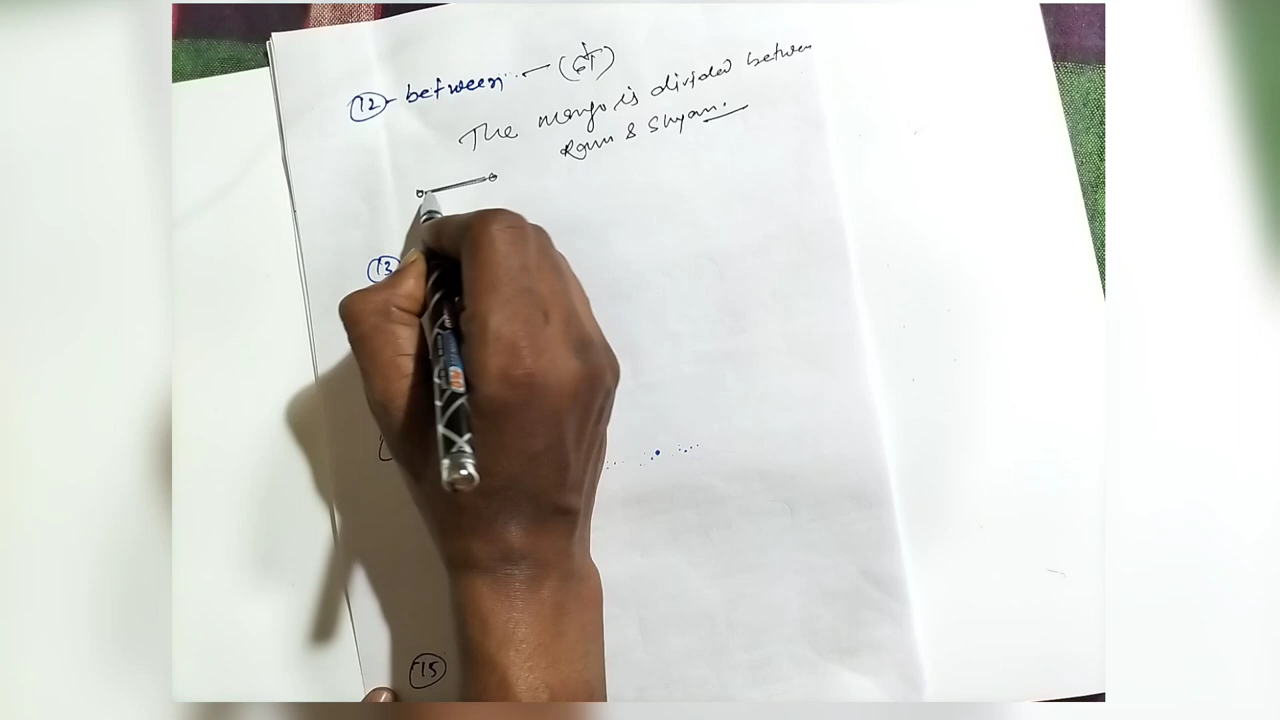 12 - between
The mango is divided between
Ram & Shyam.
13
15